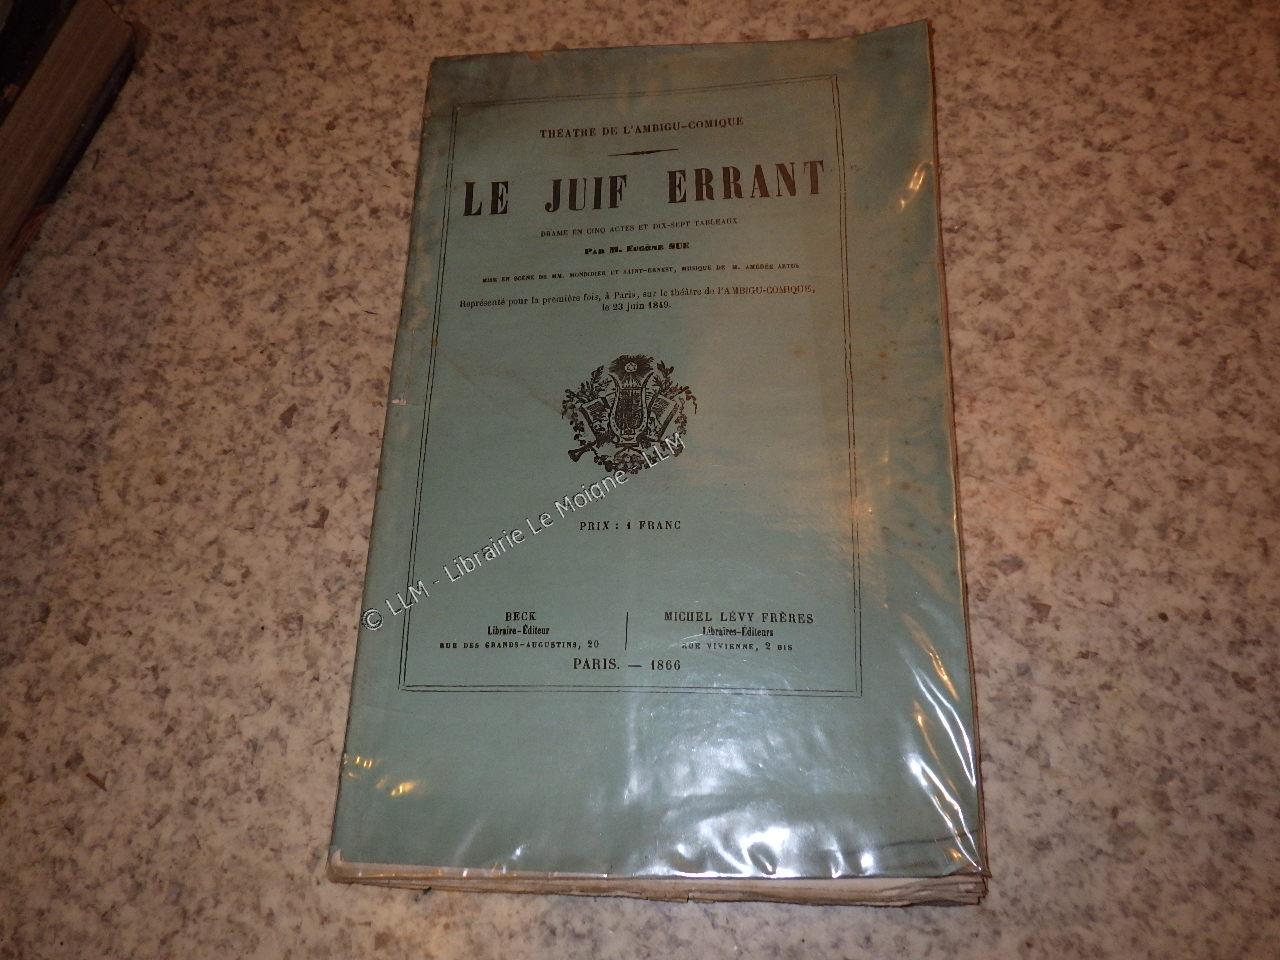 THÉATRE DE L'AMBIGU-COMIQUE
LE JUIF ERRANT
DRAME EN CINQ ACTES ET DIX-SEPT TABLEAUX
PAR M. EUGÈNE SUE
MISE EN SCÈNE DE MM. MONDIDIER ET SAINT-ERNEST, MUSIQUE DE M. AMÉDÉE ARTUS
Représenté pour la première fois, à Paris, sur le théâtre de l'AMBIGU-COMIQUE,
le 23 juin 1849.
© LLM - Librairie Le Moigne - LLM
PRIX : 1 FRANC
BECK
Libraire-Éditeur
RUE DES GRANDS-AUGUSTINS, 20
MICHEL LÉVY FRÈRES
Libraires-Éditeurs
RUE VIVIENNE, 2 BIS
PARIS. — 1866